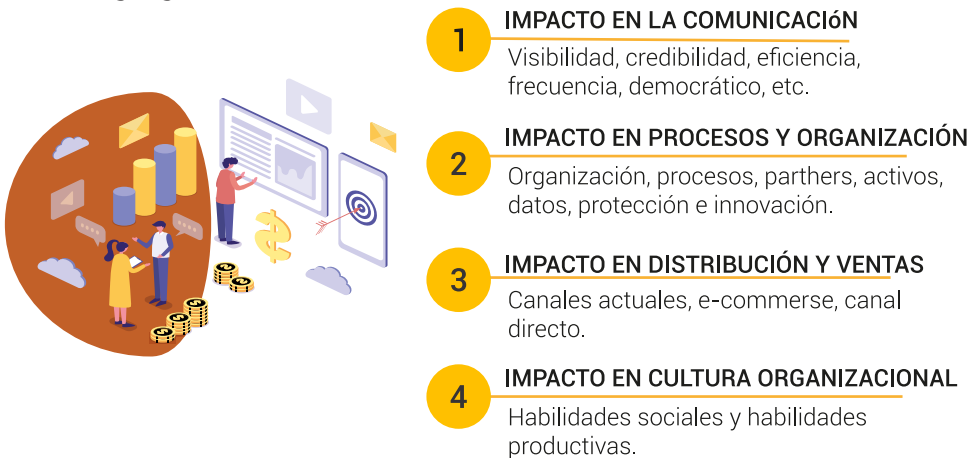 1
IMPACTO EN LA COMUNICACIóN
Visibilidad, credibilidad, eficiencia,
frecuencia, democrático, etc.
2
IMPACTO EN PROCESOS Y ORGANIZACIÓN
Organización, procesos, parthers, activos,
datos, protección e innovación.
3
IMPACTO EN DISTRIBUCIÓN Y VENTAS
Canales actuales, e-commerse, canal
directo.
4
IMPACTO EN CULTURA ORGANIZACIONAL
Habilidades sociales y habilidades
productivas.